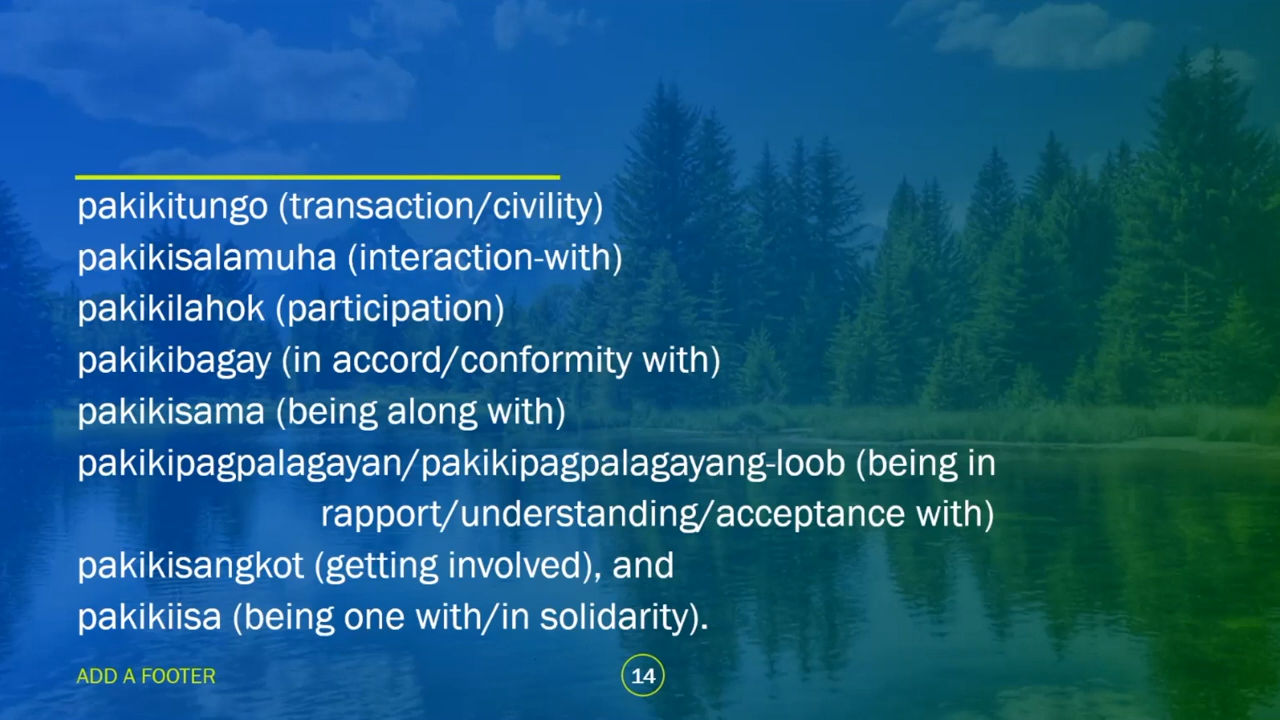 pakikitungo (transaction/civility)
pakikisalamuha (interaction-with)
pakikilahok (participation)
pakikibagay (in accord/conformity with)
pakikisama (being along with)
pakikipagpalagayan/pakikipagpalagayang-loob (being in
rapport/understanding/acceptance with)
pakikisangkot (getting involved), and
pakikiisa (being one with/in solidarity).
ADD A FOOTER
14